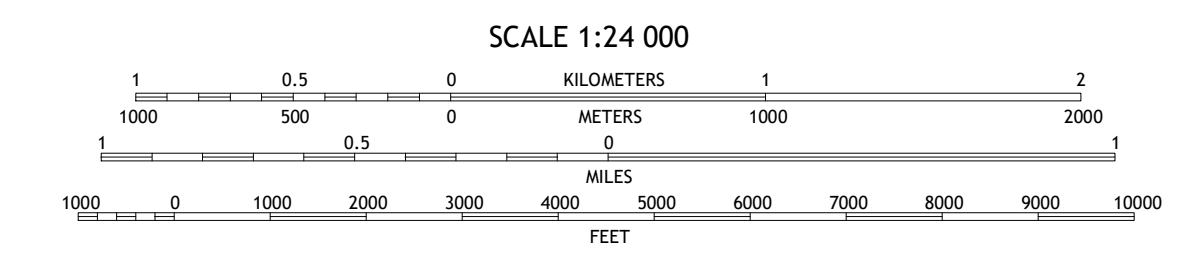 SCALE 1:24 000
1 0.5 0 KILOMETERS 1 2
1000 500 0 METERS 1000 2000
1 0.5 0 1
MILES
1000 0 1000 2000 3000 4000 5000 6000 7000 8000 9000 10000
FEET